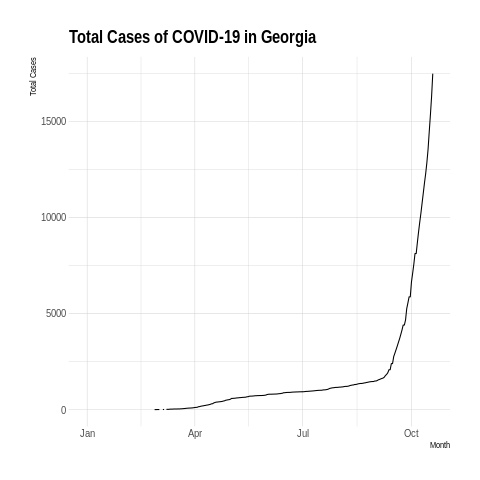 Total Cases of COVID-19 in Georgia
Total Cases
15000
10000
5000
0
Jan Apr Jul Oct
Month